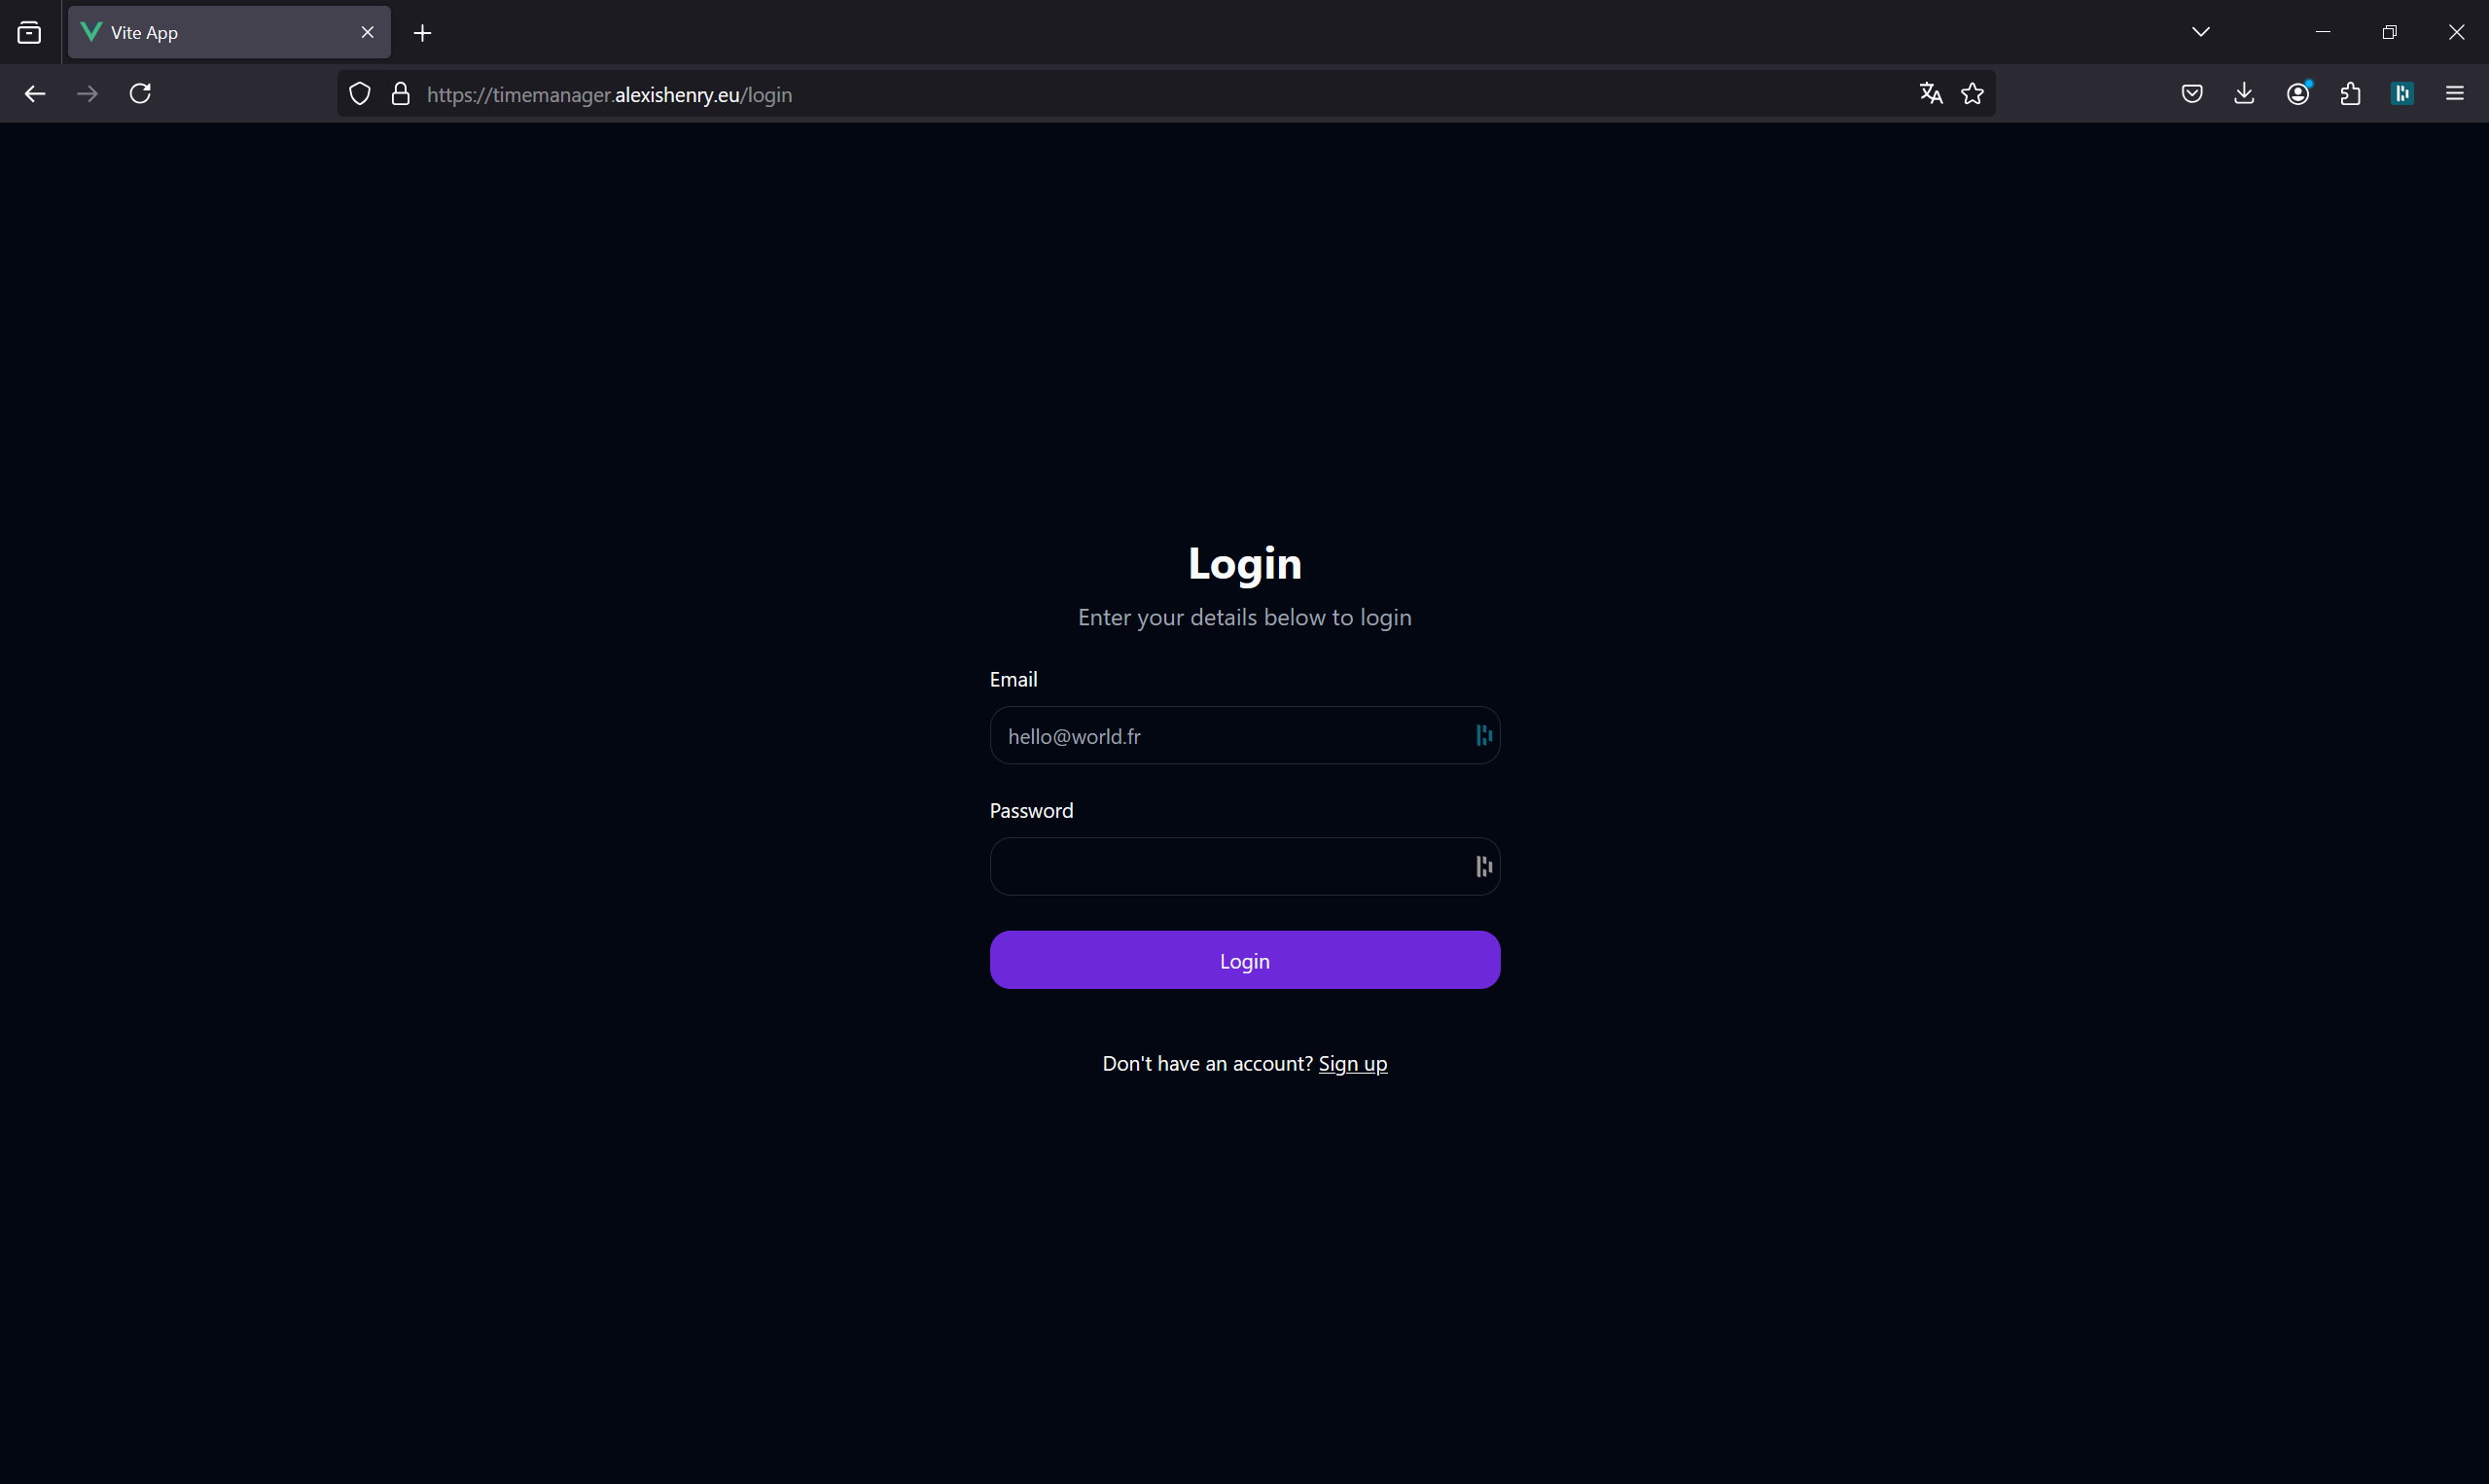 Vite App
https://timemanager.alexishenry.eu/login
Login
Enter your details below to login
Email
hello@world.fr
Password
Login
Don't have an account? Sign up